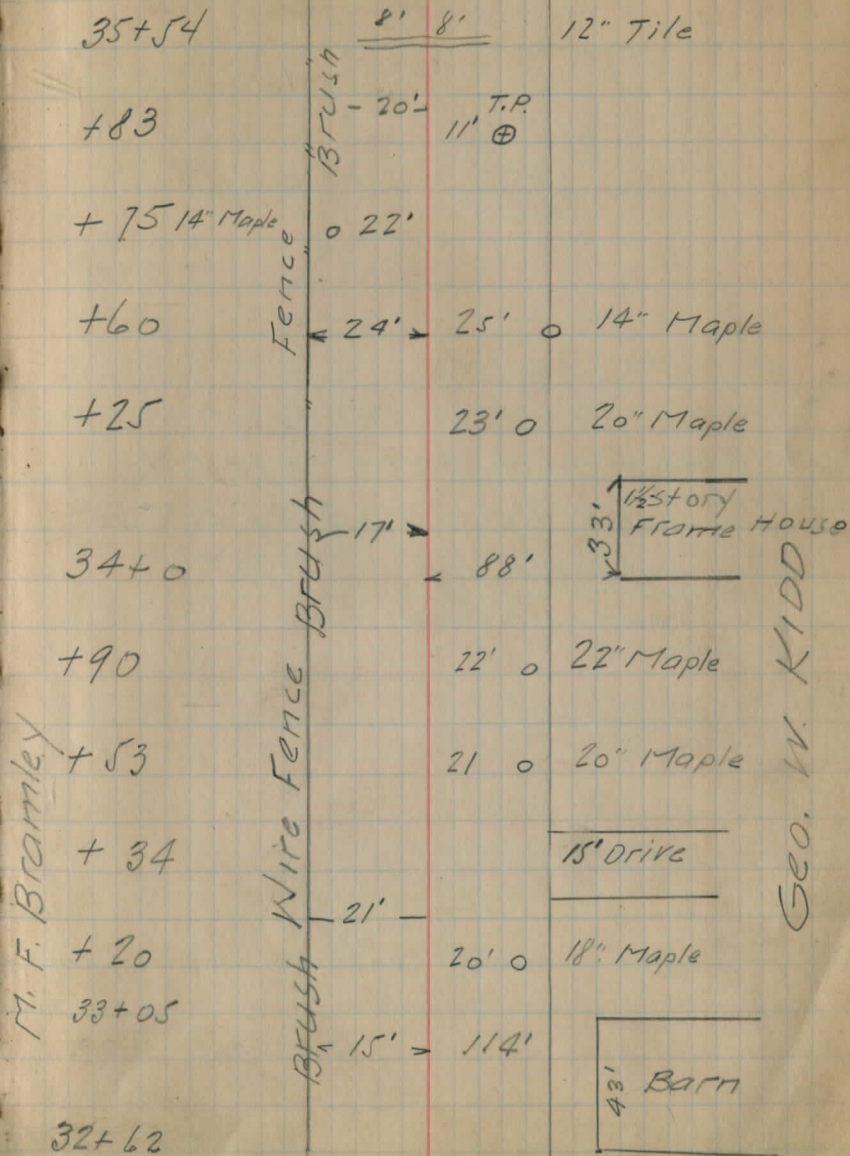 35+54 8' 8' 12" Tile
+83 - 20' - 11' T.P.
+ 75 14" Maple 22'
+60 24' 25' 14" Maple
+25 23' 20" Maple
17' 33' 1½ Story
Frame House
34+0 88'
+90 22' 22" Maple
+53 21 20" Maple
+ 34 15' Drive
21'
+ 20 20' 18" Maple
33+05
15' 114'
43' Barn
32+62
M. F. Bramley
Brush Wire Fence Brush " Fence " Brush "
Geo. W. KIDD